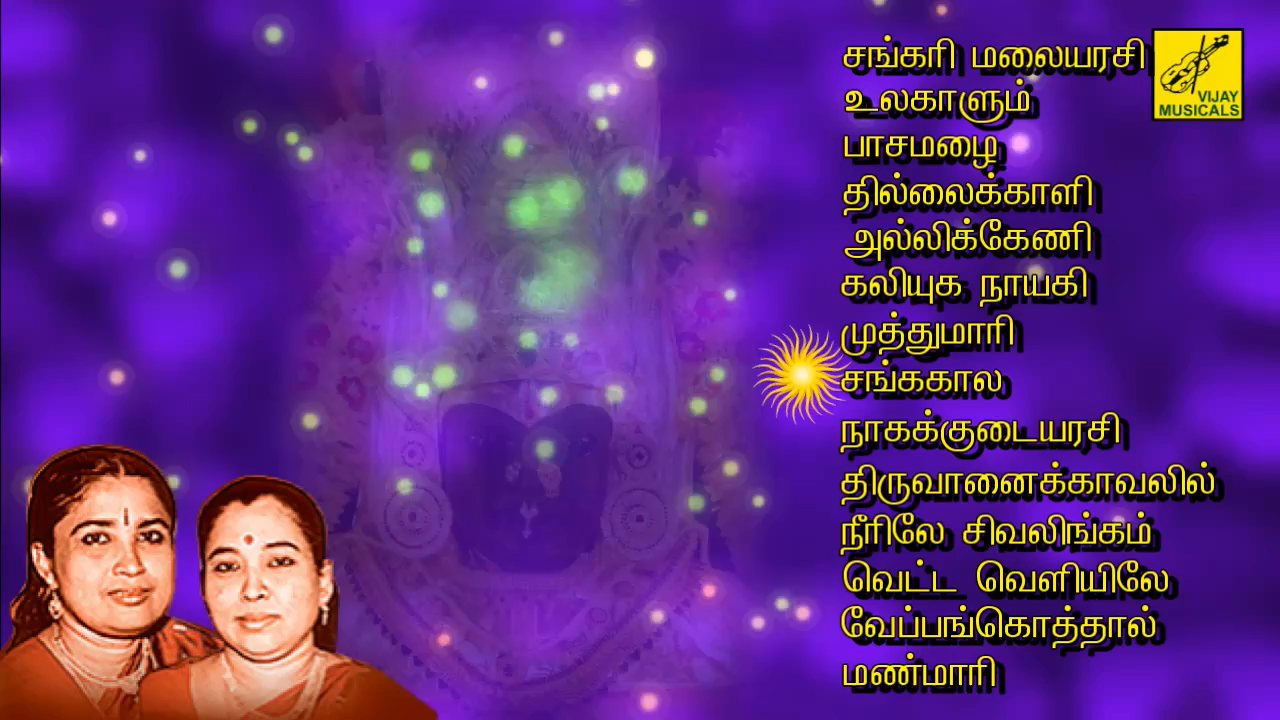 சங்கரி மலையரசி
உலகாளும்
பாசமழை
தில்லைக்காளி
அல்லிக்கேணி
கலியுக நாயகி
முத்துமாரி
சங்ககால
நாகக்குடையரசி
திருவானைக்காவலில்
நீரிலே சிவலிங்கம்
வெட்ட வெளியிலே
வேப்பங்கொத்தால்
மண்மாரி
VIJAY
MUSICALS